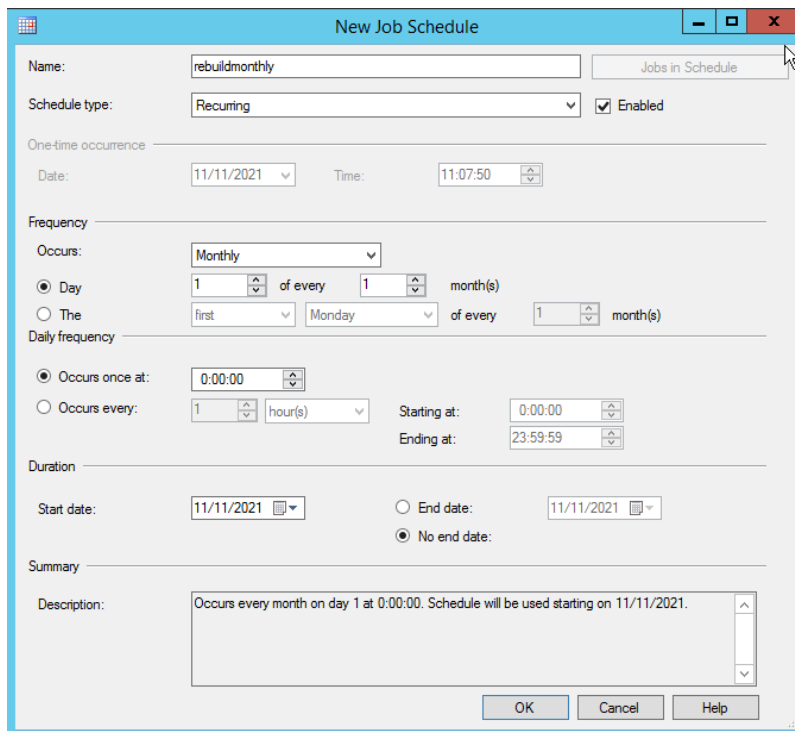 New Job Schedule
Name: rebuildmonthly Jobs in Schedule
Schedule type: Recurring Enabled
One-time occurrence
Date: 11/11/2021 Time: 11:07:50
Frequency
Occurs: Monthly
Day 1 of every 1 month(s)
The first Monday of every 1 month(s)
Daily frequency
Occurs once at: 0:00:00
Occurs every: 1 hour(s) Starting at: 0:00:00
Ending at: 23:59:59
Duration
Start date: 11/11/2021 End date: 11/11/2021
No end date:
Summary
Description: Occurs every month on day 1 at 0:00:00. Schedule will be used starting on 11/11/2021.
OK Cancel Help